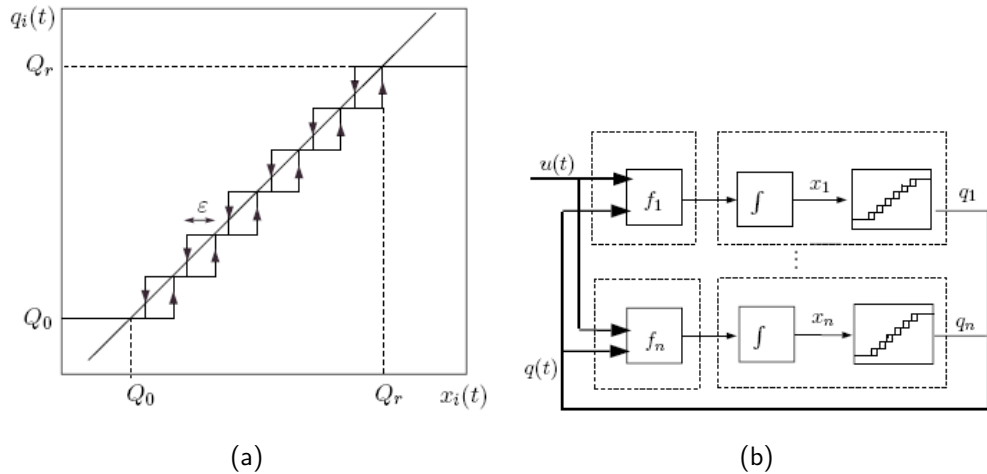 q_i(t)
Q_r
ε
Q_0
Q_0
Q_r
x_i(t)
(a)
u(t)
f_1
∫
x_1
q_1
⋮
f_n
∫
x_n
q_n
q(t)
(b)